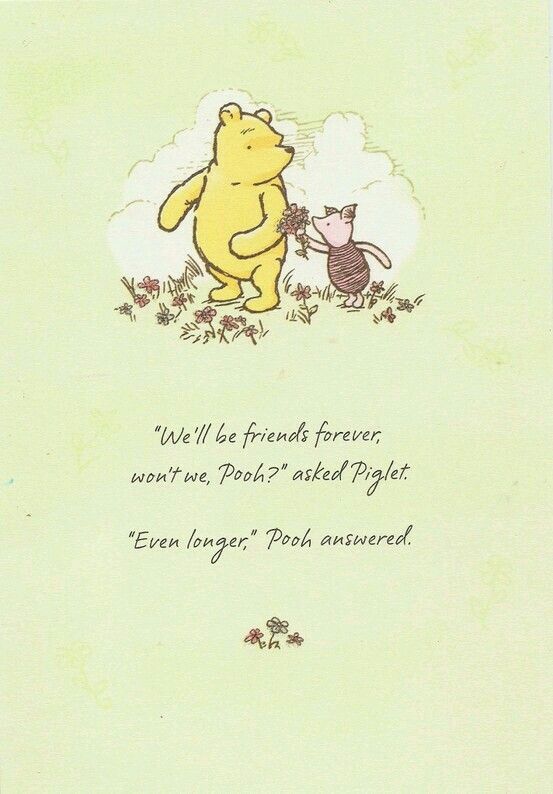 "We'll be friends forever,
won't we, Pooh?" asked Piglet.
"Even longer," Pooh answered.